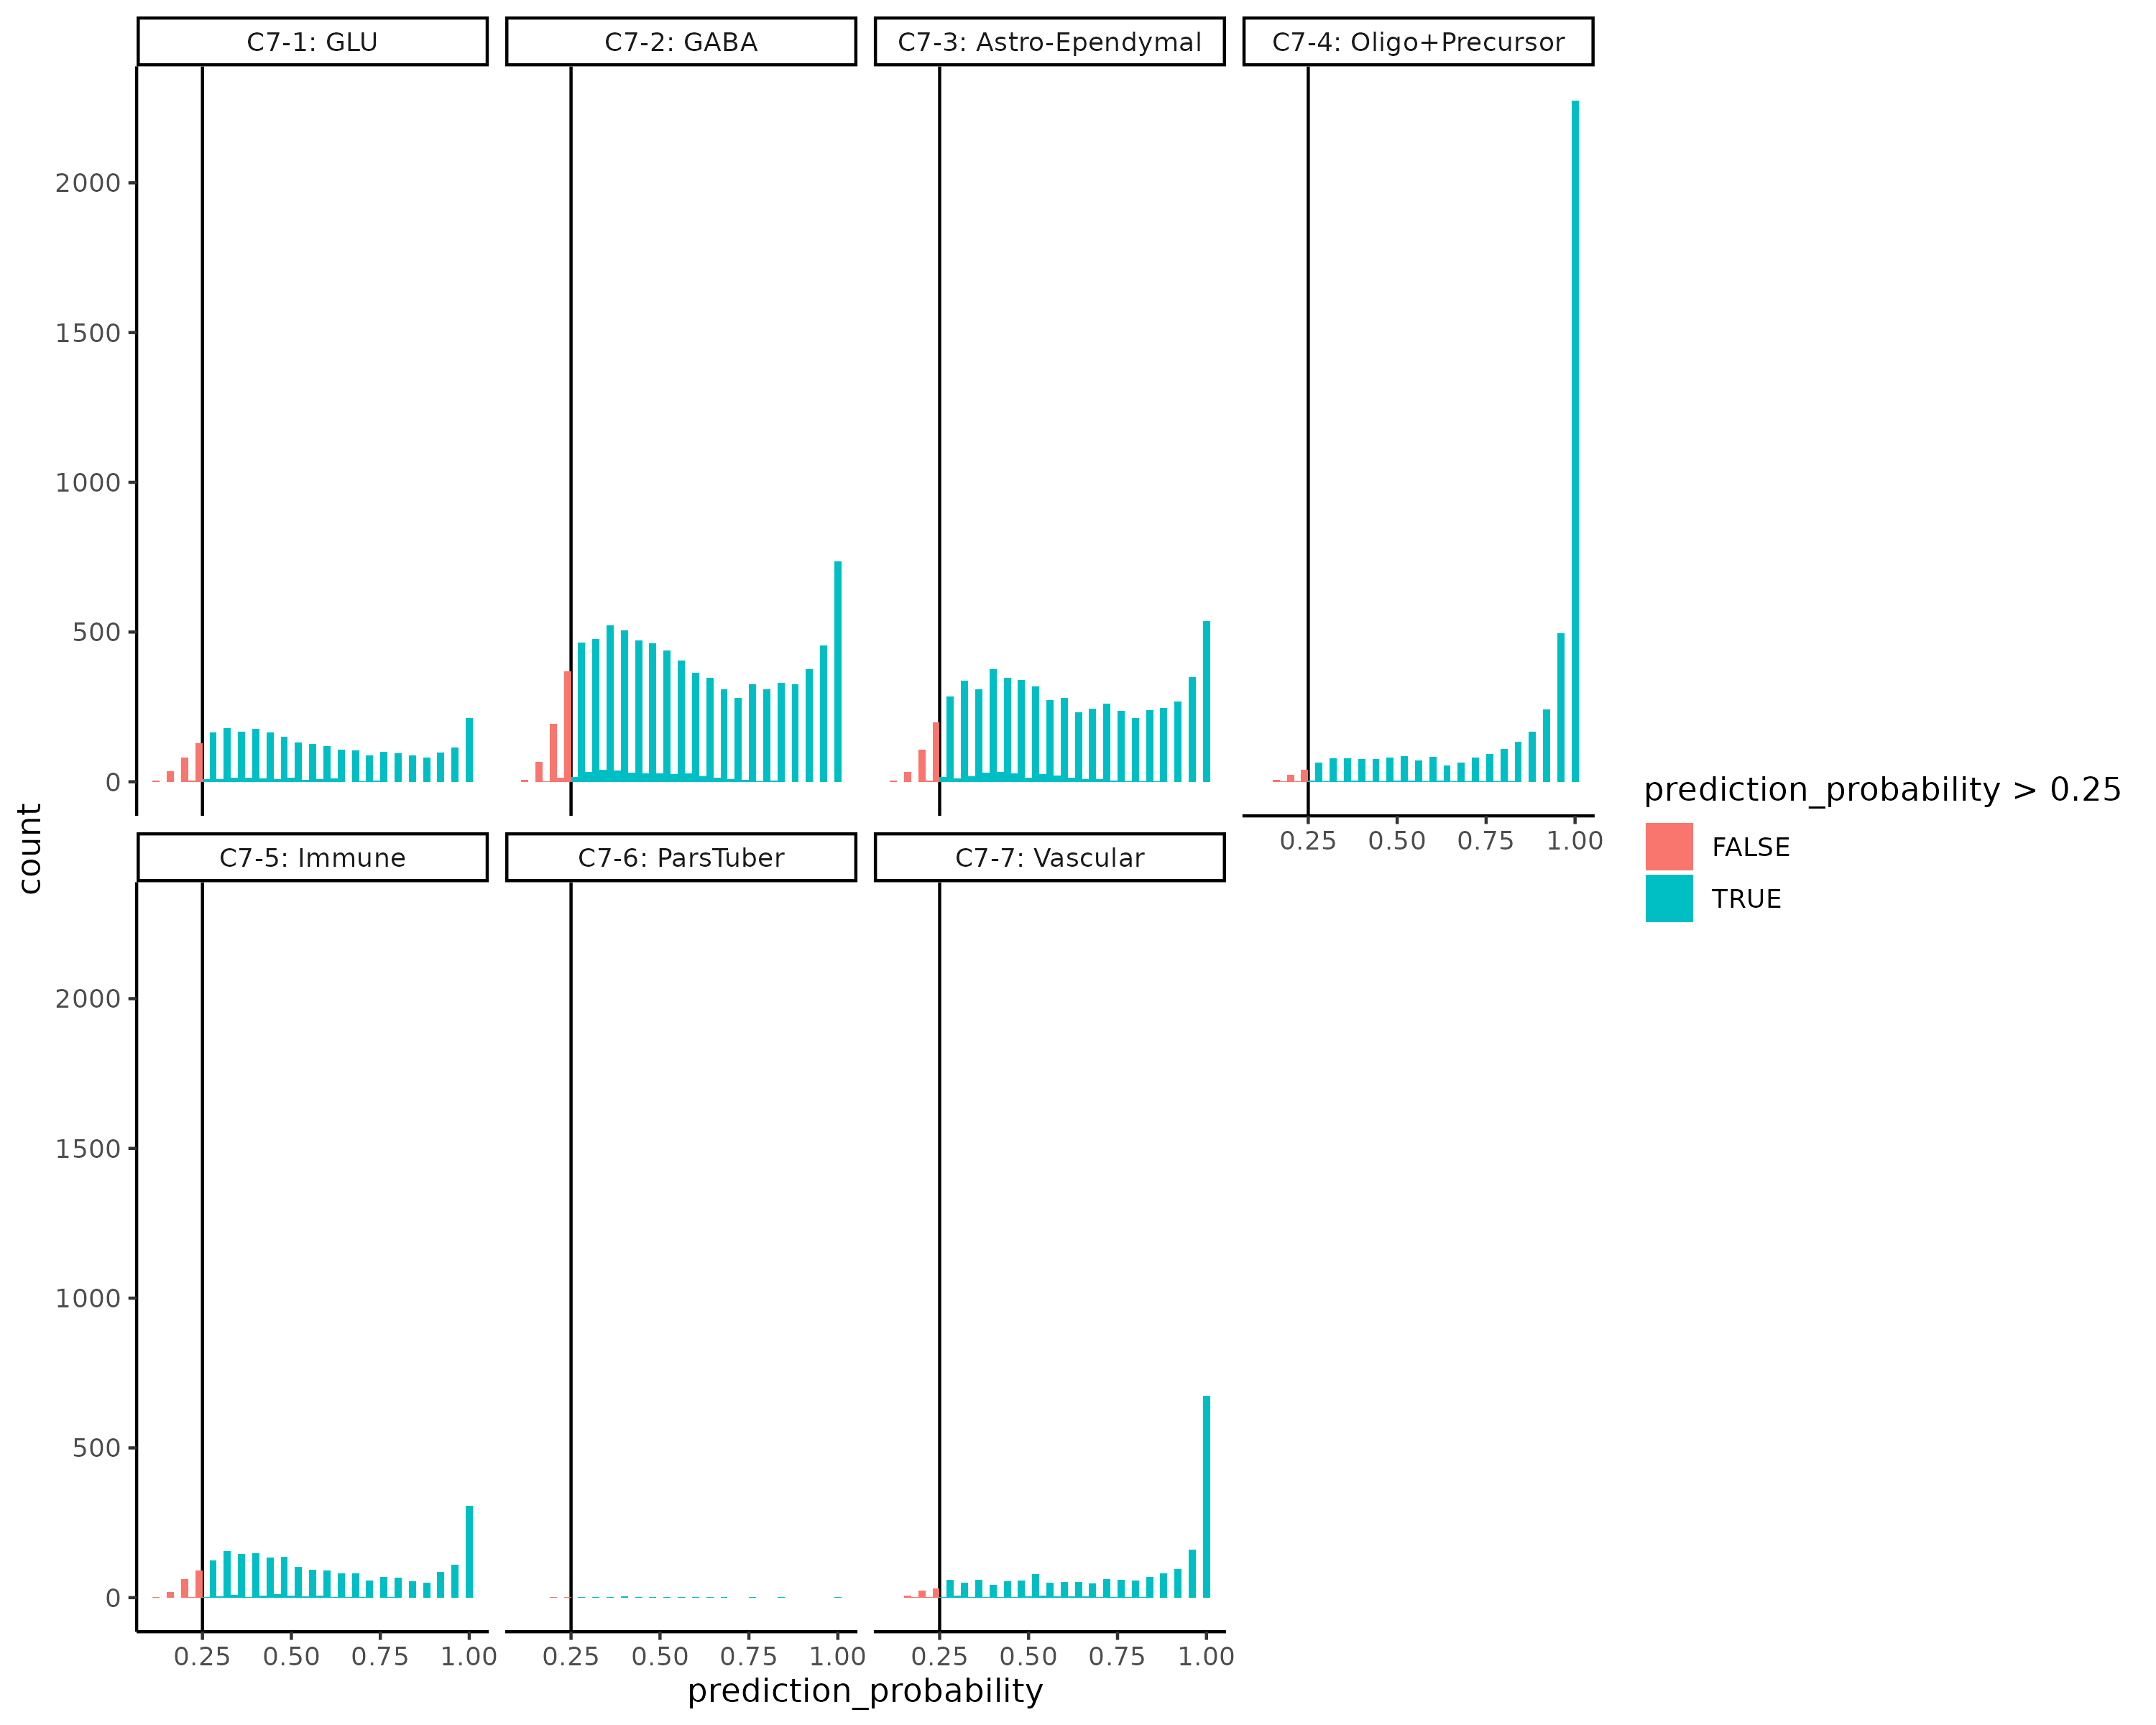 C7-1: GLU
C7-2: GABA
C7-3: Astro-Ependymal
C7-4: Oligo+Precursor
2000
1500
1000
500
0
0.25 0.50 0.75 1.00
count
C7-5: Immune
C7-6: ParsTuber
C7-7: Vascular
2000
1500
1000
500
0
0.25 0.50 0.75 1.00
0.25 0.50 0.75 1.00
0.25 0.50 0.75 1.00
prediction_probability
prediction_probability > 0.25
FALSE
TRUE